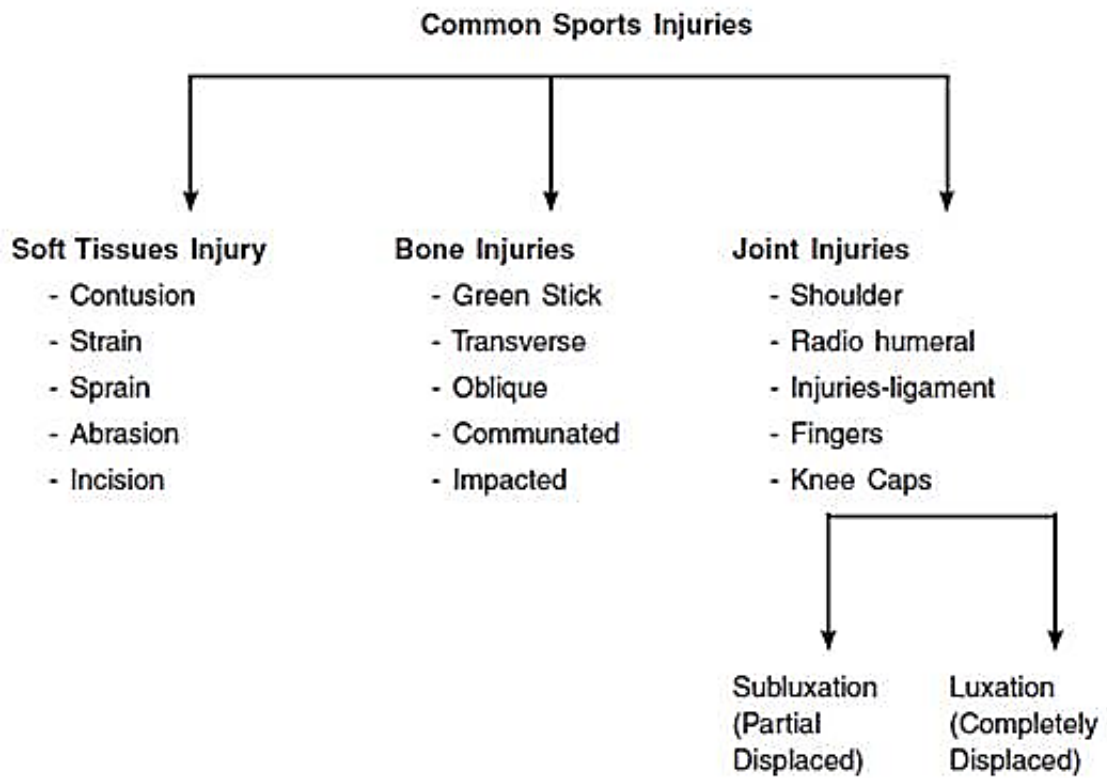 Common Sports Injuries
Soft Tissues Injury
- Contusion
- Strain
- Sprain
- Abrasion
- Incision
Bone Injuries
- Green Stick
- Transverse
- Oblique
- Communated
- Impacted
Joint Injuries
- Shoulder
- Radio humeral
- Injuries-ligament
- Fingers
- Knee Caps
Subluxation
(Partial
Displaced)
Luxation
(Completely
Displaced)